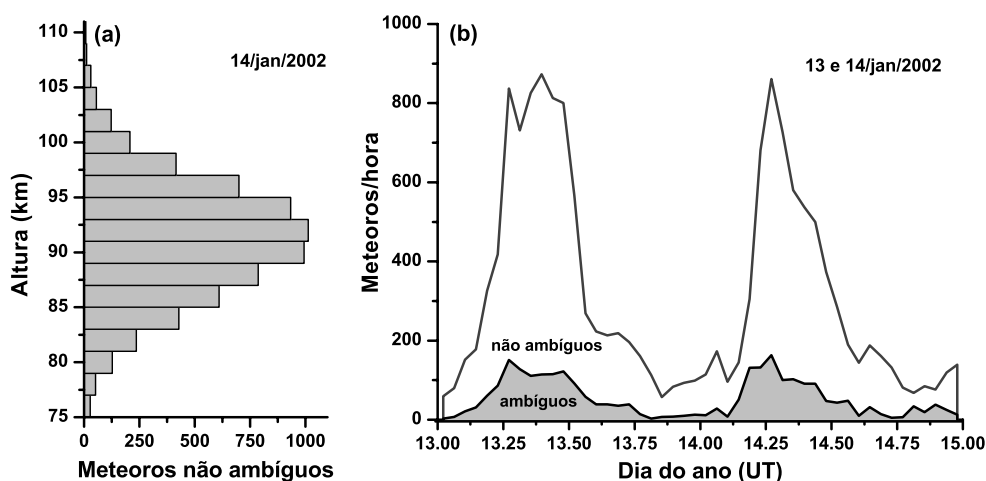 (a)
14/jan/2002
110
105
100
95
90
85
80
75
Altura (km)
0 250 500 750 1000
Meteoros não ambíguos
(b)
13 e 14/jan/2002
1000
800
600
400
200
0
Meteoros/hora
não ambíguos
ambíguos
13.00 13.25 13.50 13.75 14.00 14.25 14.50 14.75 15.00
Dia do ano (UT)